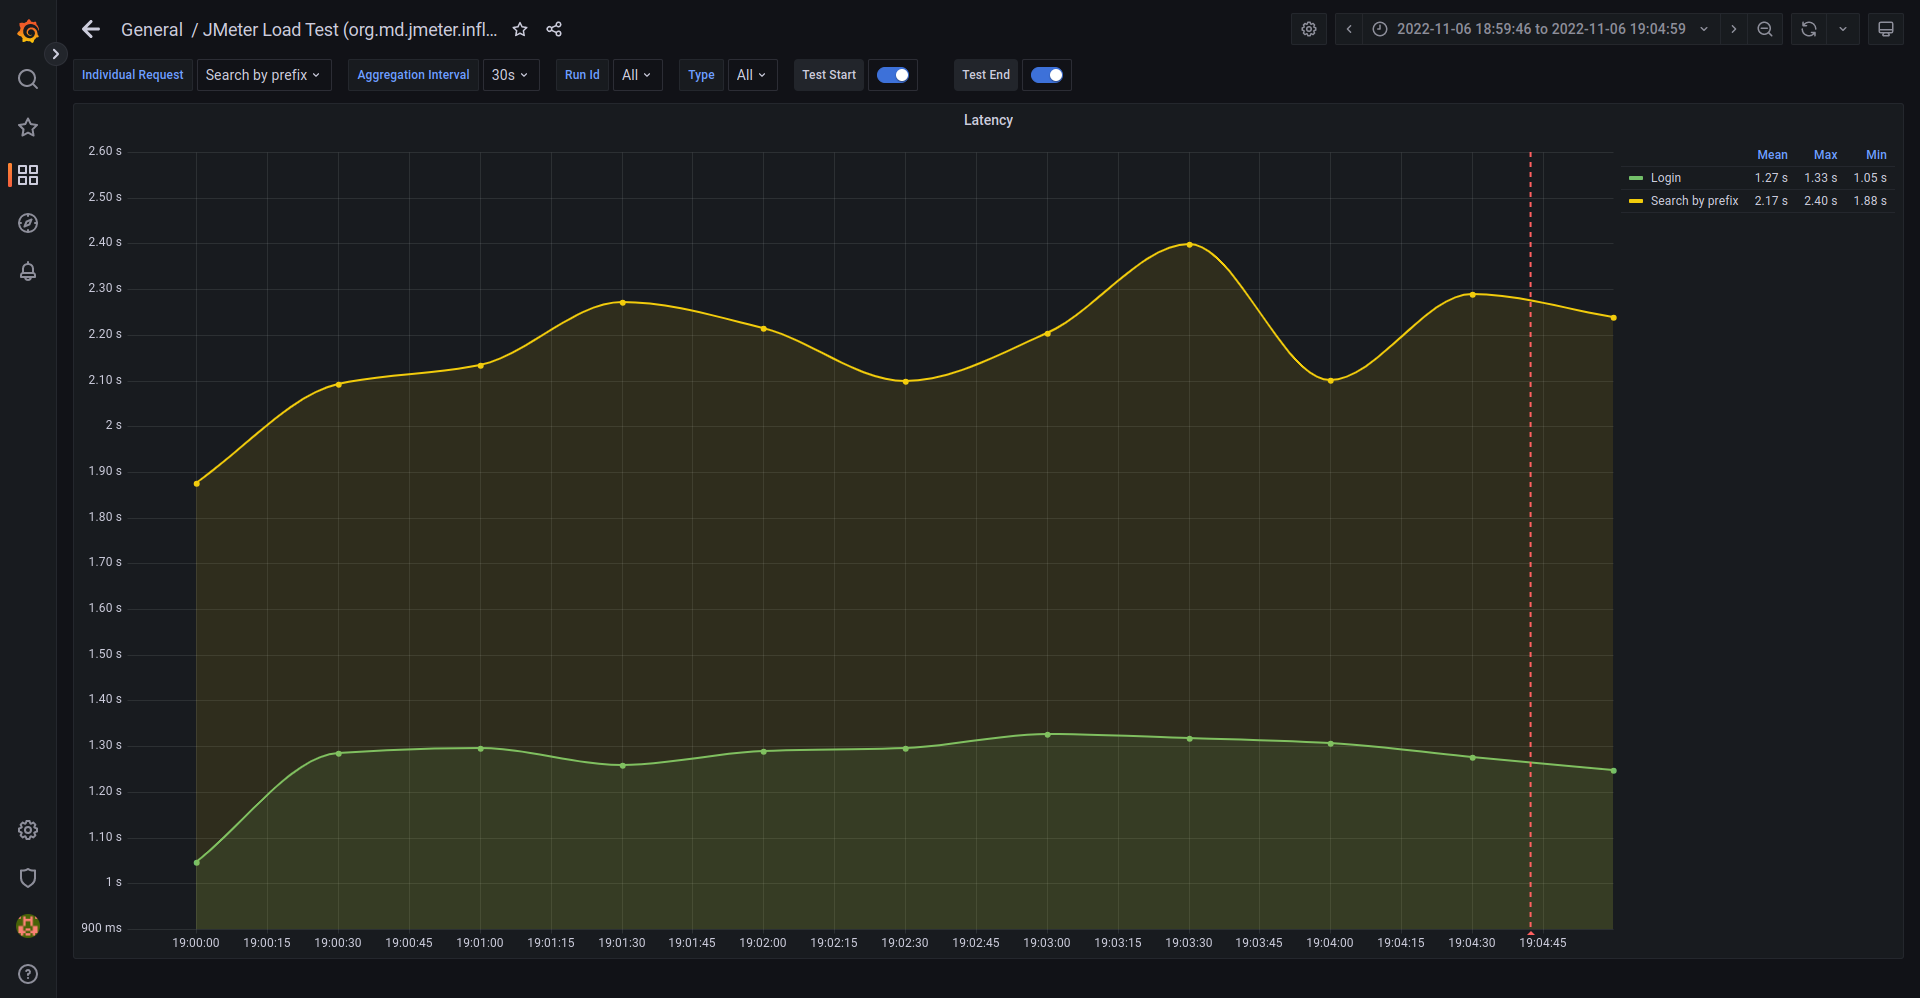 General / JMeter Load Test (org.md.jmeter.infl...
2022-11-06 18:59:46 to 2022-11-06 19:04:59
Individual Request Search by prefix Aggregation Interval 30s Run Id All Type All Test Start Test End
Latency
2.60 s
2.50 s
2.40 s
2.30 s
2.20 s
2.10 s
2 s
1.90 s
1.80 s
1.70 s
1.60 s
1.50 s
1.40 s
1.30 s
1.20 s
1.10 s
1 s
900 ms
19:00:00 19:00:15 19:00:30 19:00:45 19:01:00 19:01:15 19:01:30 19:01:45 19:02:00 19:02:15 19:02:30 19:02:45 19:03:00 19:03:15 19:03:30 19:03:45 19:04:00 19:04:15 19:04:30 19:04:45
Mean Max Min
Login 1.27 s 1.33 s 1.05 s
Search by prefix 2.17 s 2.40 s 1.88 s